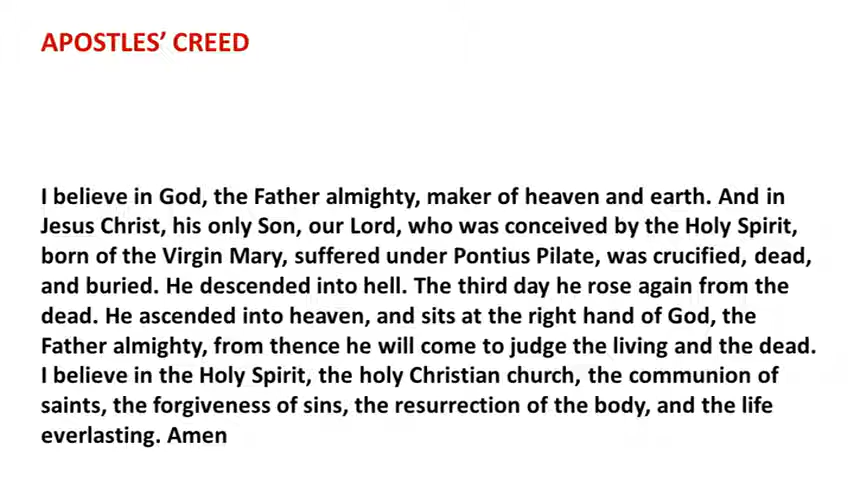 APOSTLES’ CREED
I believe in God, the Father almighty, maker of heaven and earth. And in
Jesus Christ, his only Son, our Lord, who was conceived by the Holy Spirit,
born of the Virgin Mary, suffered under Pontius Pilate, was crucified, dead,
and buried. He descended into hell. The third day he rose again from the
dead. He ascended into heaven, and sits at the right hand of God, the
Father almighty, from thence he will come to judge the living and the dead.
I believe in the Holy Spirit, the holy Christian church, the communion of
saints, the forgiveness of sins, the resurrection of the body, and the life
everlasting. Amen